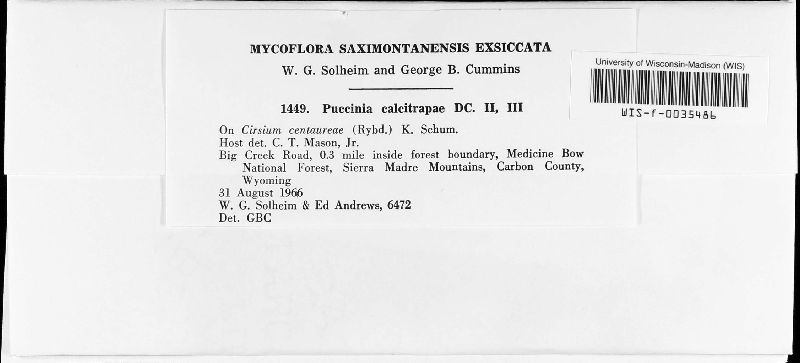 MYCOFLORA SAXIMONTANENSIS EXSICCATA
W. G. Solheim and George B. Cummins
1449. Puccinia calcitrapae DC. II, III
On Cirsium centaureae (Rybd.) K. Schum.
Host det. C. T. Mason, Jr.
Big Creek Road, 0.3 mile inside forest boundary, Medicine Bow
National Forest, Sierra Madre Mountains, Carbon County,
Wyoming
31 August 1966
W. G. Solheim & Ed Andrews, 6472
Det. GBC
University of Wisconsin-Madison (WIS)
WIS-f-0035486